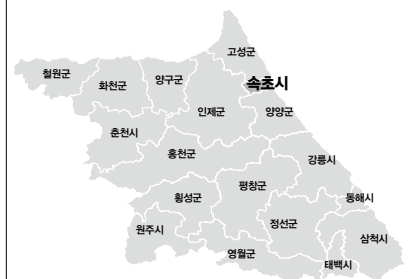 고성군
철원군
화천군
양구군
속초시
인제군
양양군
춘천시
홍천군
강릉시
평창군
횡성군
동해시
정선군
원주시
삼척시
영월군
태백시